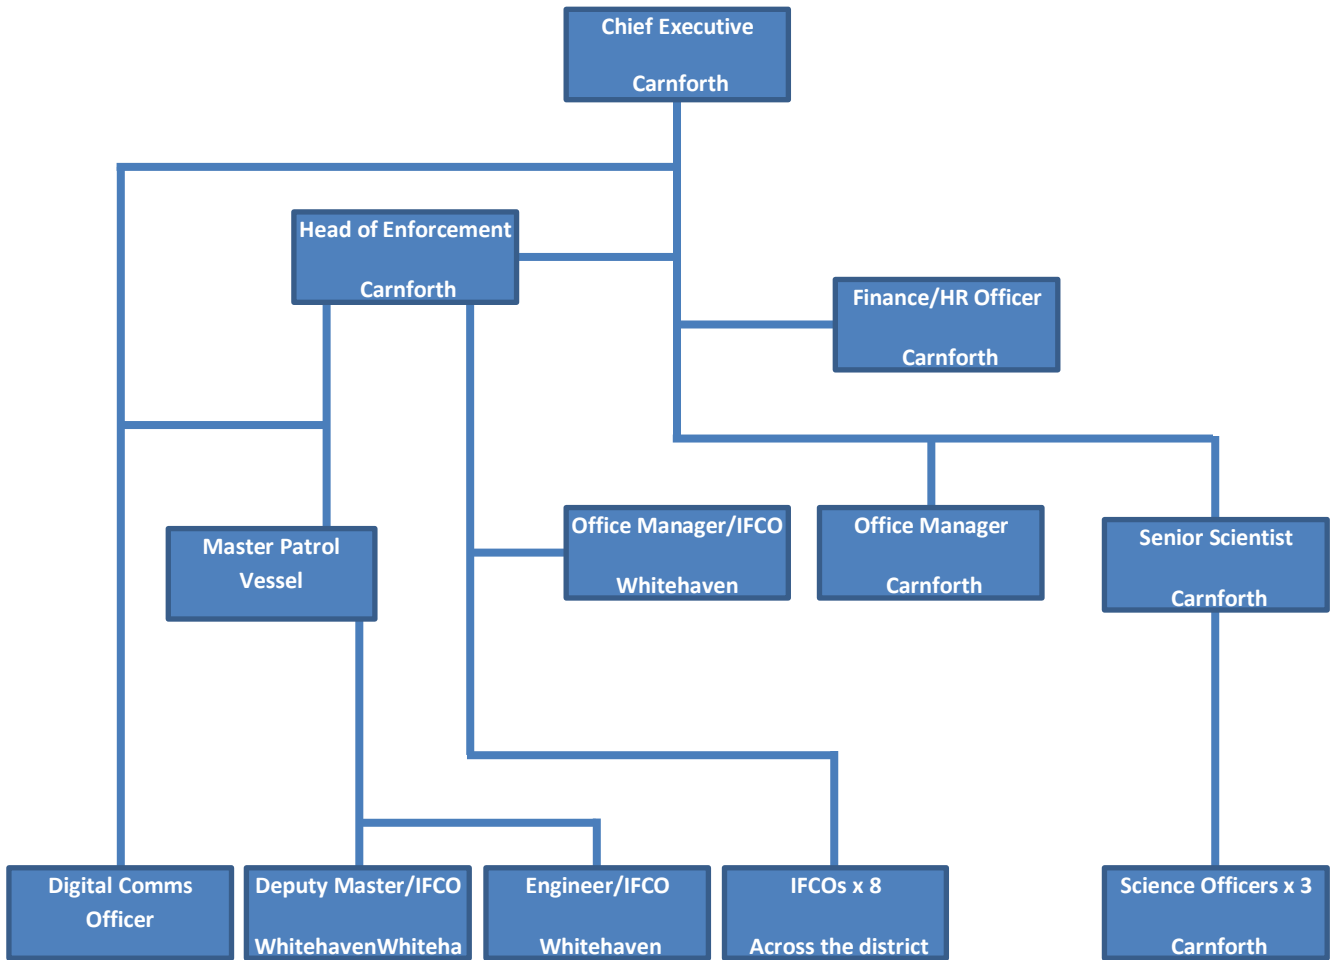 Chief Executive
Carnforth
Head of Enforcement
Carnforth
Finance/HR Officer
Carnforth
Office Manager/IFCO
Whitehaven
Office Manager
Carnforth
Senior Scientist
Carnforth
Master Patrol
Vessel
Digital Comms
Officer
Deputy Master/IFCO
WhitehavenWhiteha
Engineer/IFCO
Whitehaven
IFCOs x 8
Across the district
Science Officers x 3
Carnforth